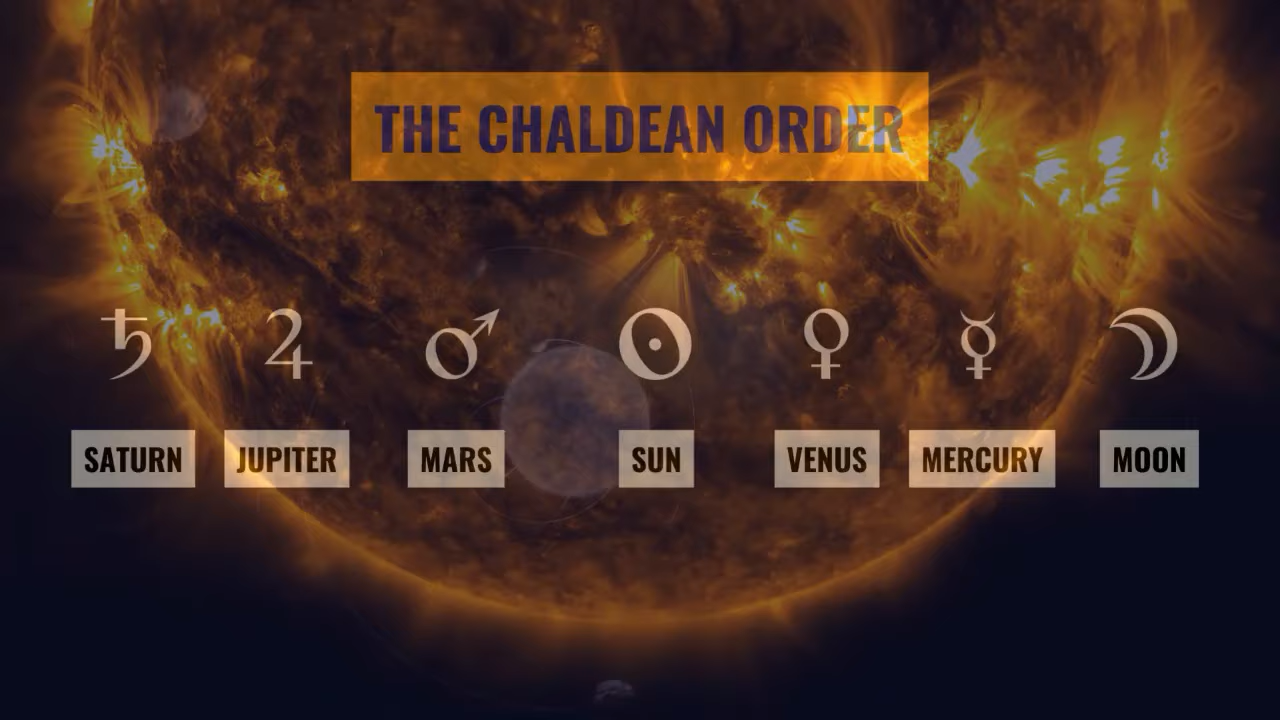 THE CHALDEAN ORDER
♄ ♃ ♂ ☉ ♀ ☿ ☽
SATURN JUPITER MARS SUN VENUS MERCURY MOON